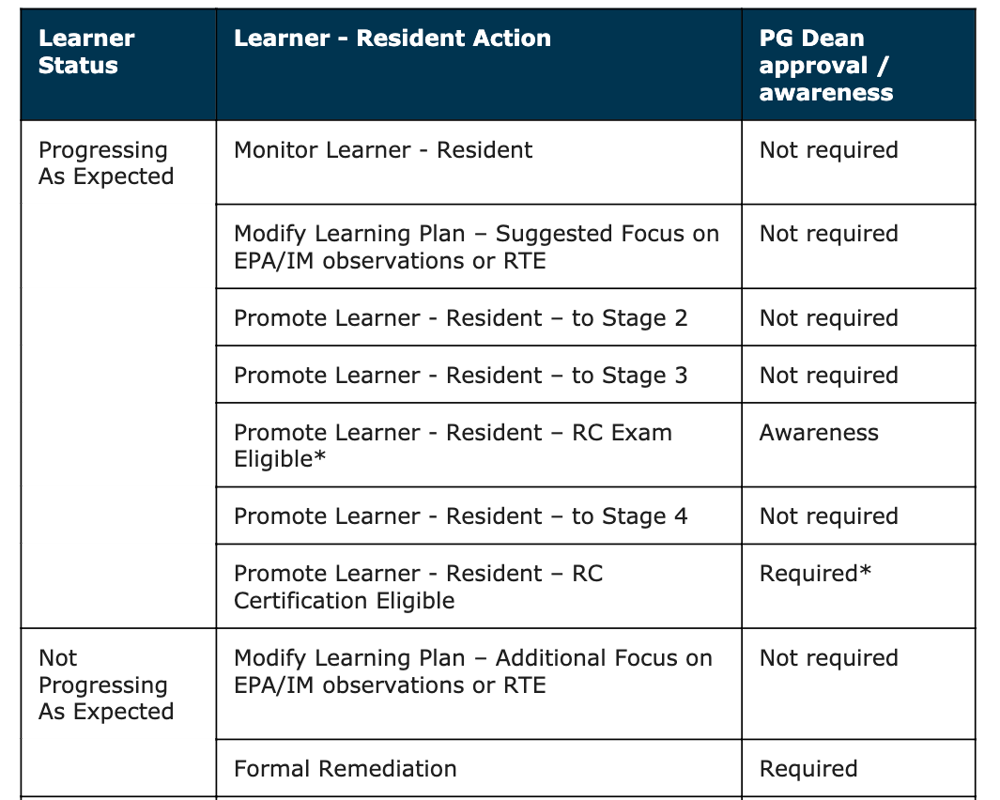 Learner
Status
Learner - Resident Action
PG Dean
approval /
awareness
Progressing
As Expected
Monitor Learner - Resident
Not required
Modify Learning Plan – Suggested Focus on
EPA/IM observations or RTE
Not required
Promote Learner - Resident – to Stage 2
Not required
Promote Learner - Resident – to Stage 3
Not required
Promote Learner - Resident – RC Exam
Eligible*
Awareness
Promote Learner - Resident – to Stage 4
Not required
Promote Learner - Resident – RC
Certification Eligible
Required*
Not
Progressing
As Expected
Modify Learning Plan – Additional Focus on
EPA/IM observations or RTE
Not required
Formal Remediation
Required